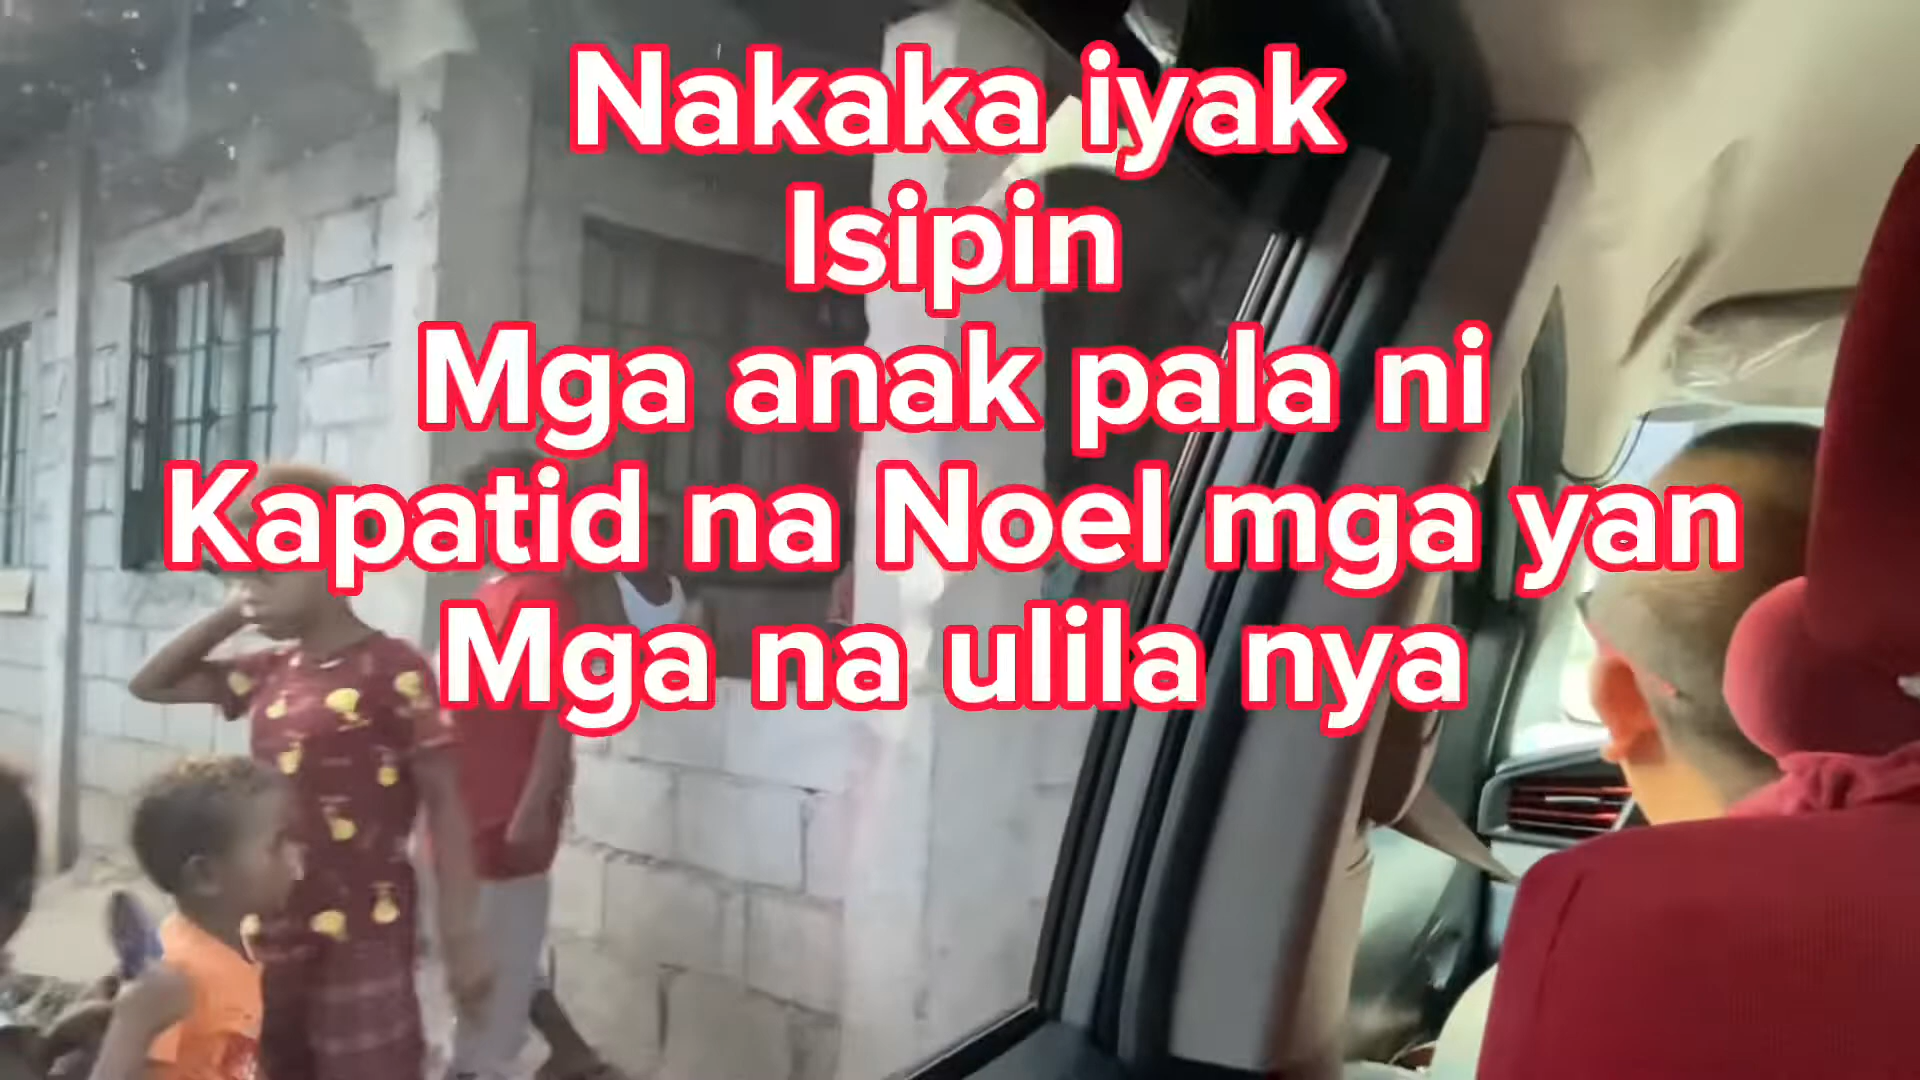 Nakaka iyak
Isipin
Mga anak pala ni
Kapatid na Noel mga yan
Mga na ulila nya